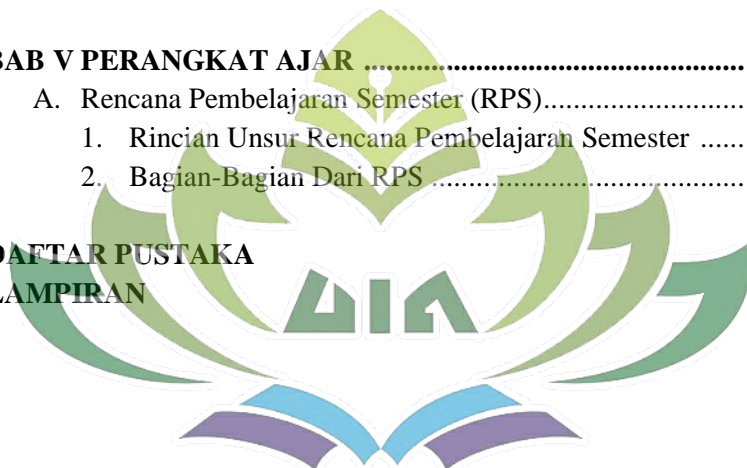 BAB V PERANGKAT AJAR ....................................................
A. Rencana Pembelajaran Semester (RPS)...........................
1. Rincian Unsur Rencana Pembelajaran Semester ......
2. Bagian-Bagian Dari RPS ..........................................
DAFTAR PUSTAKA
LAMPIRAN
UIN